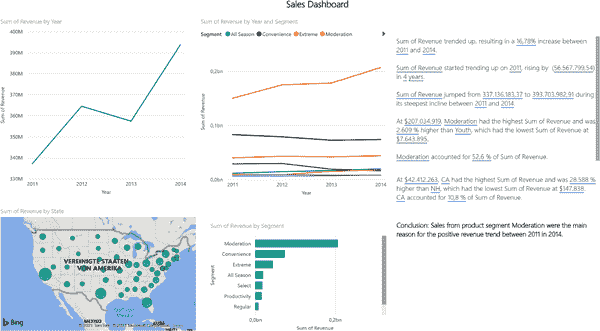 Sales Dashboard
Sum of Revenue by Year
400M
390M
380M
370M
360M
350M
340M
330M
Sum of Revenue
2011
2012
2013
2014
Year
Sum of Revenue by Year and Segment
Segment All Season Convenience Extreme Moderation
0,2bn
0,1bn
0,0bn
Sum of Revenue
2011
2012
2013
2014
Year
Sum of Revenue trended up, resulting in a 16,78% increase between
2011 and 2014.
Sum of Revenue started trending up on 2011, rising by (56.567.799,54)
in 4 years.
Sum of Revenue jumped from 337.136.183,37 to 393.703.982,91 during
its steepest incline between 2011 and 2014.
At $207.034.919, Moderation had the highest Sum of Revenue and was
2.609 % higher than Youth, which had the lowest Sum of Revenue at
$7.643.895.
Moderation accounted for 52,6 % of Sum of Revenue.
At $42.412.263, CA had the highest Sum of Revenue and was 28.588 %
higher than NH, which had the lowest Sum of Revenue at $147.838.
CA accounted for 10,8 % of Sum of Revenue.
Conclusion: Sales from product segment Moderation were the main
reason for the positive revenue trend between 2011 in 2014.
Sum of Revenue by State
VEREINIGTE STAATEN
VON AMERIKA
MEXIKO
Bing
Sum of Revenue by Segment
Segment
Moderation
Convenience
Extreme
All Season
Select
Productivity
Regular
0,0bn
0,2bn
Sum of Revenue